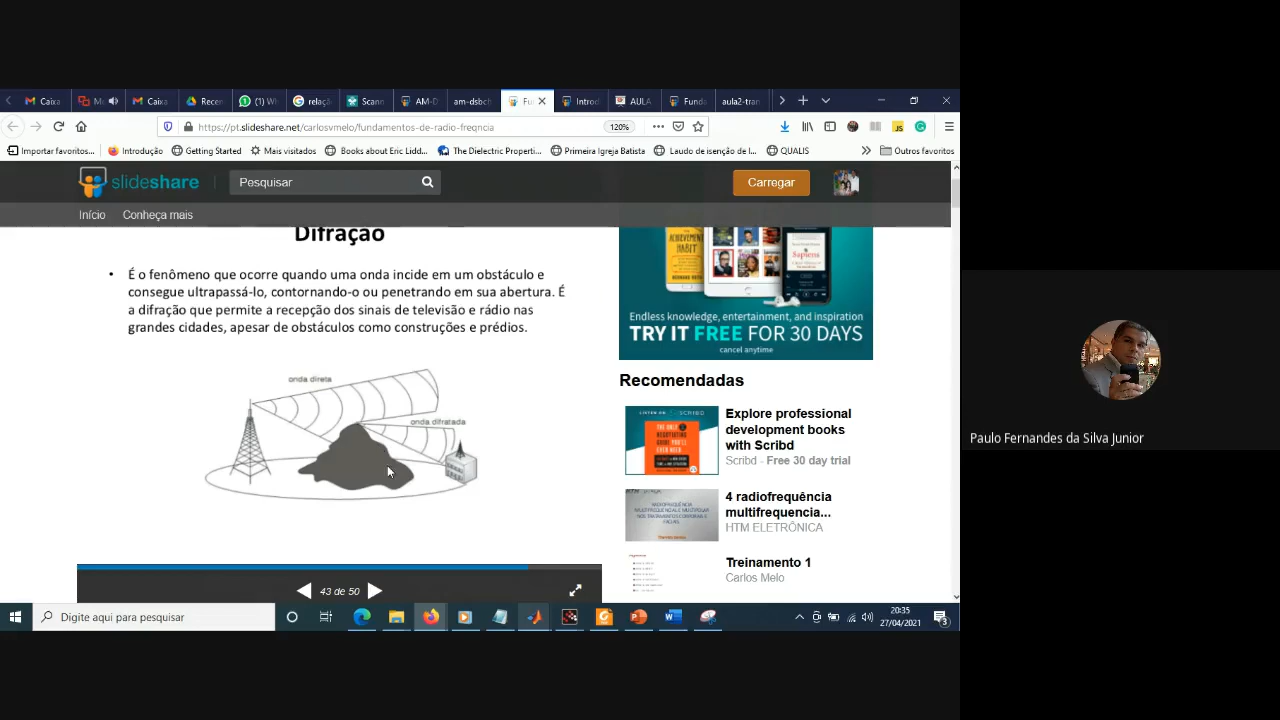 Caixa
Caixa
Recen
(1) W
relaçã
Scann
AM-D
am-dsbch
Fu
Introd
AULA
Funda
aula2-tran
https://pt.slideshare.net/carlosvmelo/fundamentos-de-radio-freqncia
120%
Importar favoritos...
Introdução
Getting Started
Mais visitados
Books about Eric Lidd...
The Dielectric Properti...
Primeira Igreja Batista
Laudo de isenção de I...
QUALIS
Outros favoritos
slideshare
Pesquisar
Carregar
Início
Conheça mais
Difração
• É o fenômeno que ocorre quando uma onda incide em um obstáculo e
consegue ultrapassá-lo, contornando-o ou penetrando em sua abertura. É
a difração que permite a recepção dos sinais de televisão e rádio nas
grandes cidades, apesar de obstáculos como construções e prédios.
onda direta
onda difratada
43 de 50
ACHIEVEMENT
HABIT
Sapiens
Endless knowledge, entertainment, and inspiration
TRY IT FREE FOR 30 DAYS
cancel anytime
Recomendadas
Explore professional
development books
with Scribd
Scribd - Free 30 day trial
4 radiofrequência
multifrequencia...
HTM ELETRÔNICA
Treinamento 1
Carlos Melo
Paulo Fernandes da Silva Junior
Digite aqui para pesquisar
20:35
27/04/2021
3